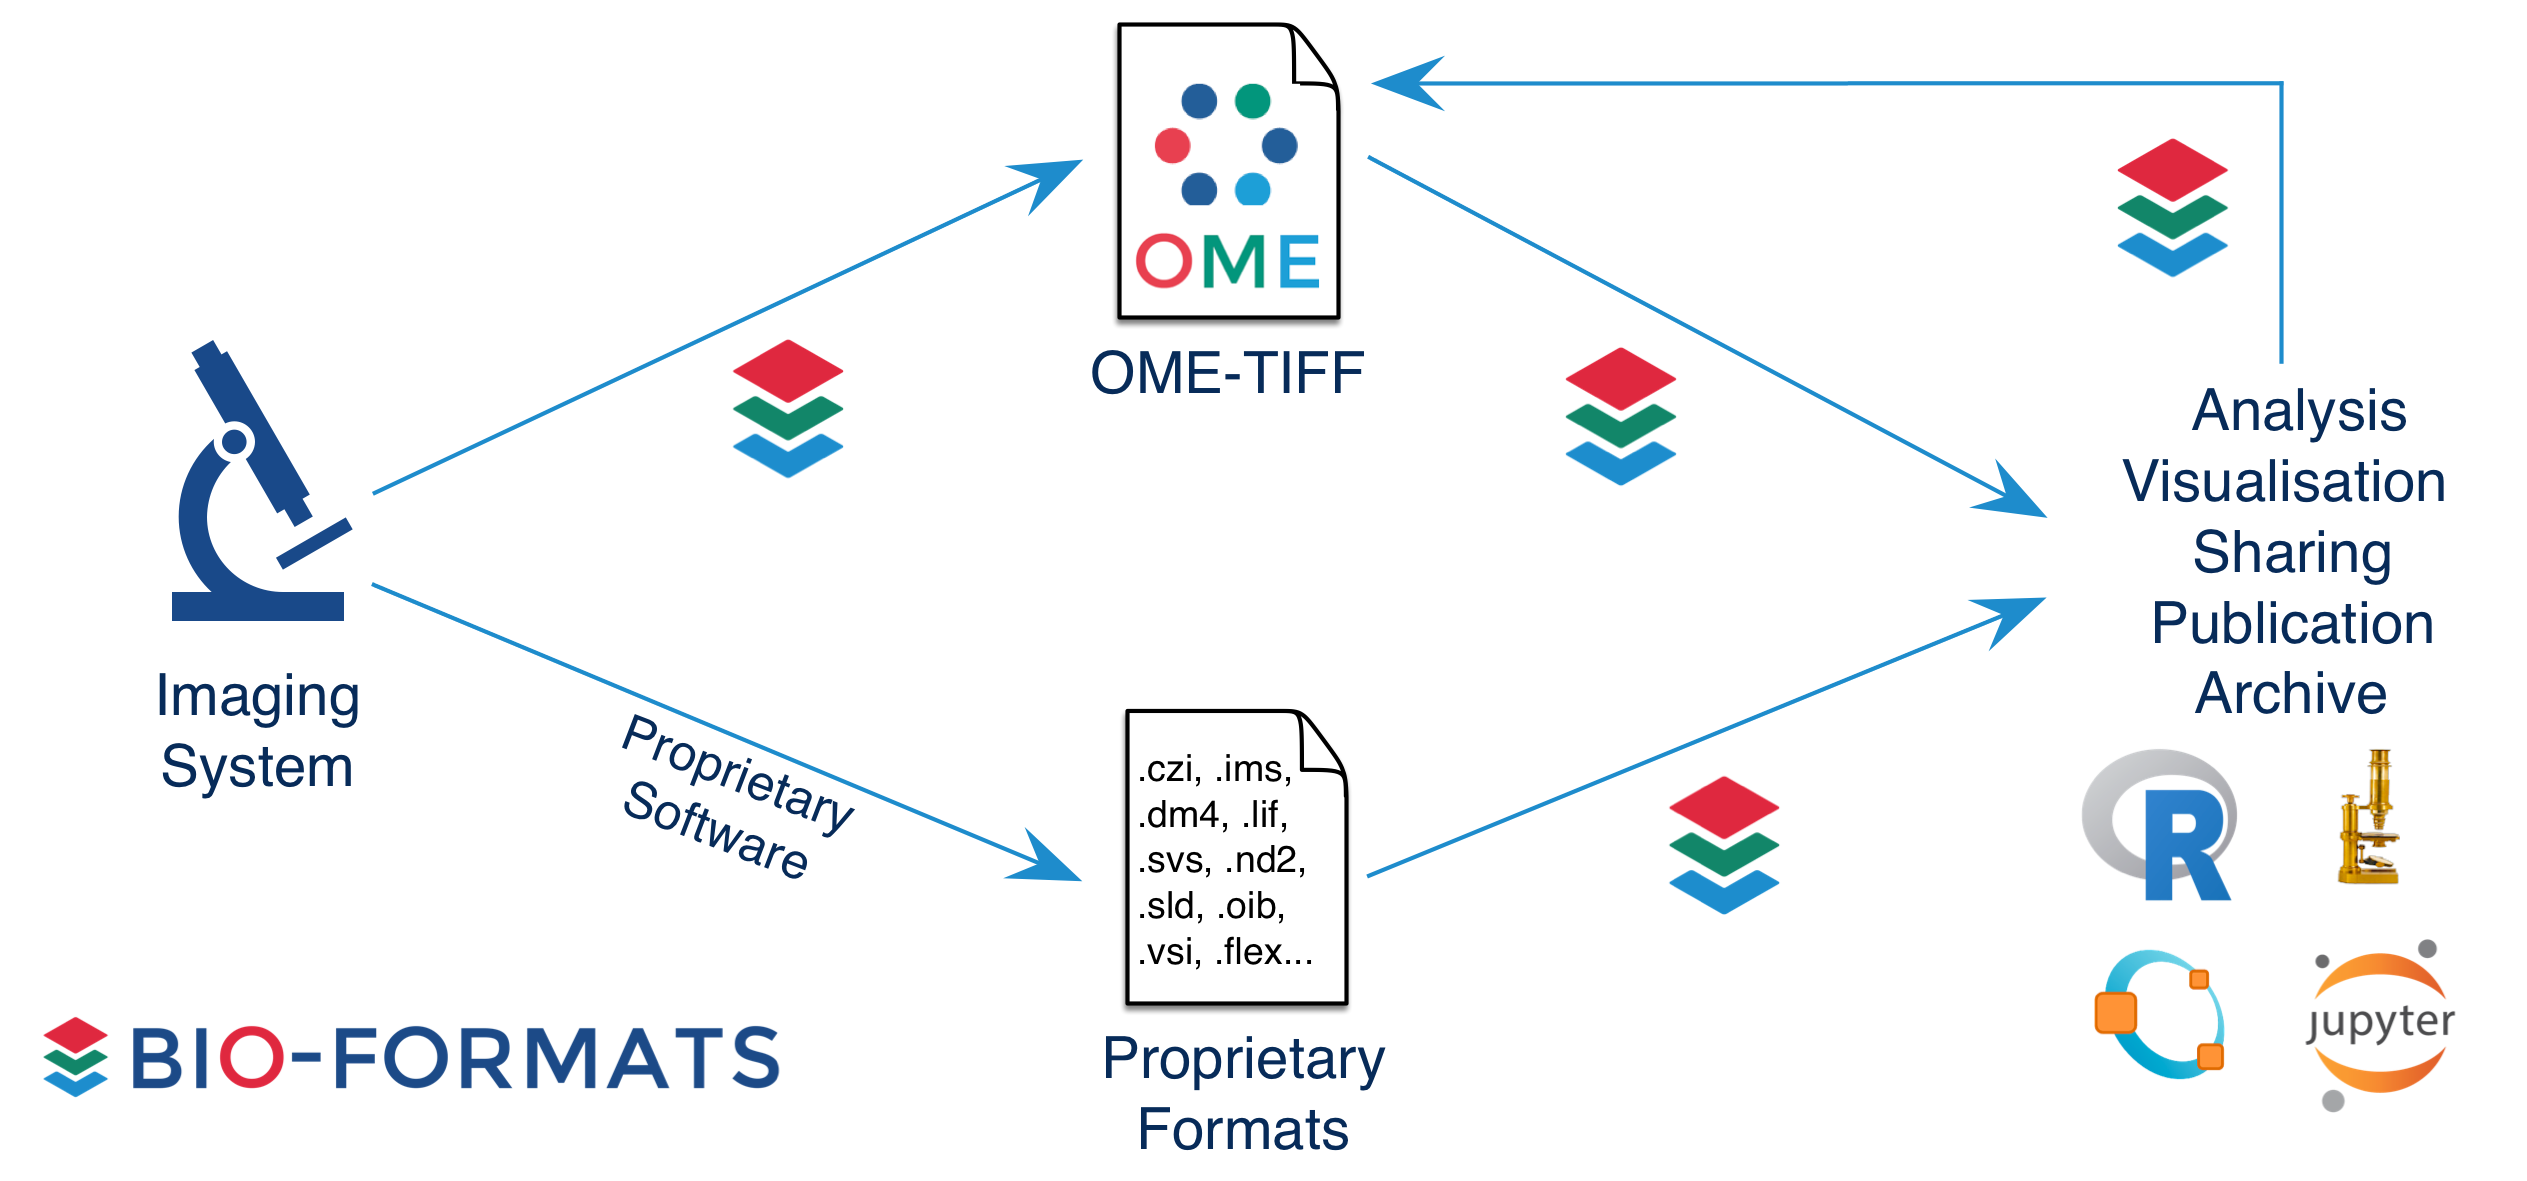 OME
OME-TIFF
Analysis
Visualisation
Sharing
Publication
Archive
Imaging
System
Proprietary
Software
.czi, .ims,
.dm4, .lif,
.svs, .nd2,
.sld, .oib,
.vsi, .flex...
Proprietary
Formats
R
jupyter
BIO-FORMATS